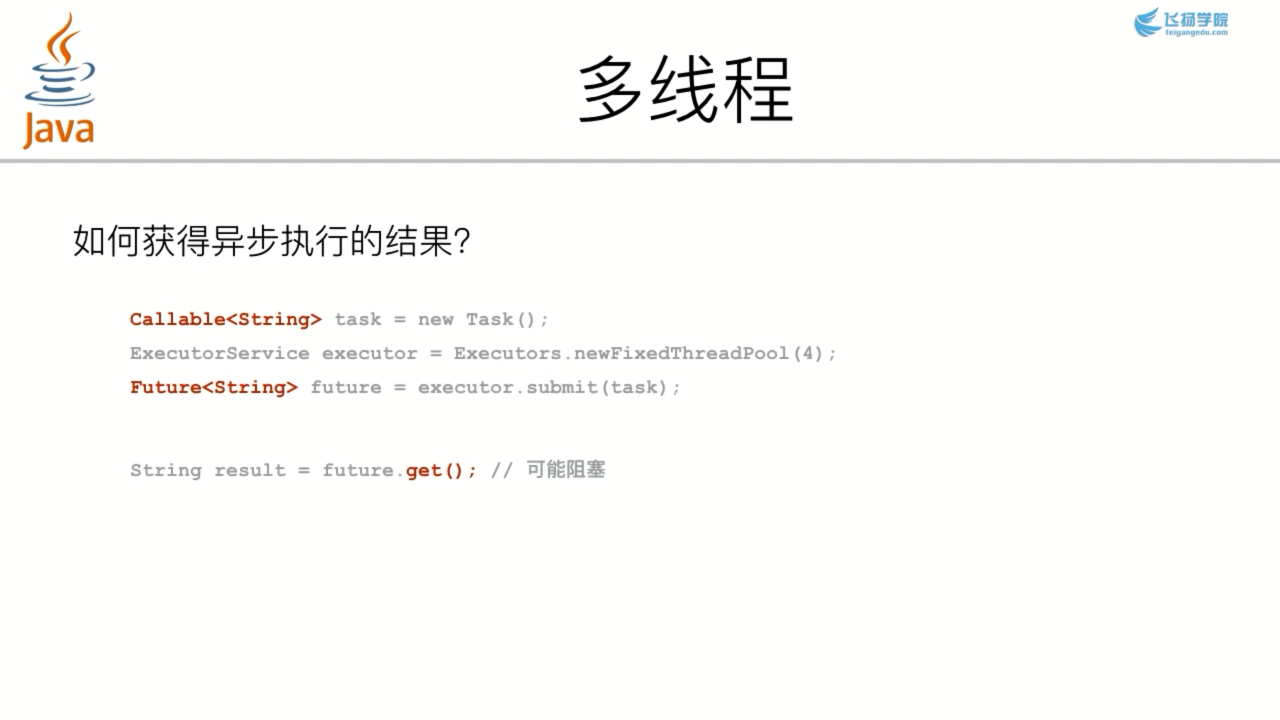 Java
飞扬学院
feiyangedu.com
多线程
如何获得异步执行的结果?
Callable<String> task = new Task();
ExecutorService executor = Executors.newFixedThreadPool(4);
Future<String> future = executor.submit(task);
String result = future.get(); // 可能阻塞